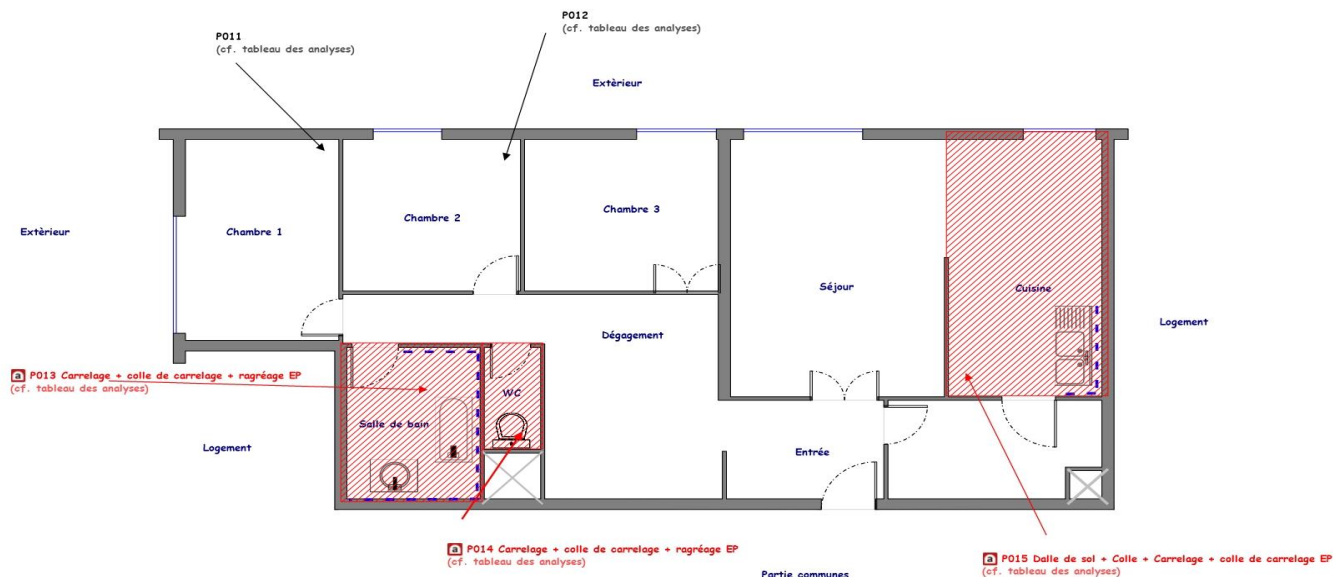 P012
(cf. tableau des analyses)
P011
(cf. tableau des analyses)
Extèrieur
Chambre 3
Chambre 2
Extèrieur
Chambre 1
Séjour
Cuisine
Logement
Dégagement
a P013 Carrelage + colle de carrelage + ragréage EP
(cf. tableau des analyses)
WC
Salle de bain
Logement
Entrée
a P014 Carrelage + colle de carrelage + ragréage EP
(cf. tableau des analyses)
a P015 Dalle de sol + Colle + Carrelage + colle de carrelage EP
(cf. tableau des analyses)
Partie communes